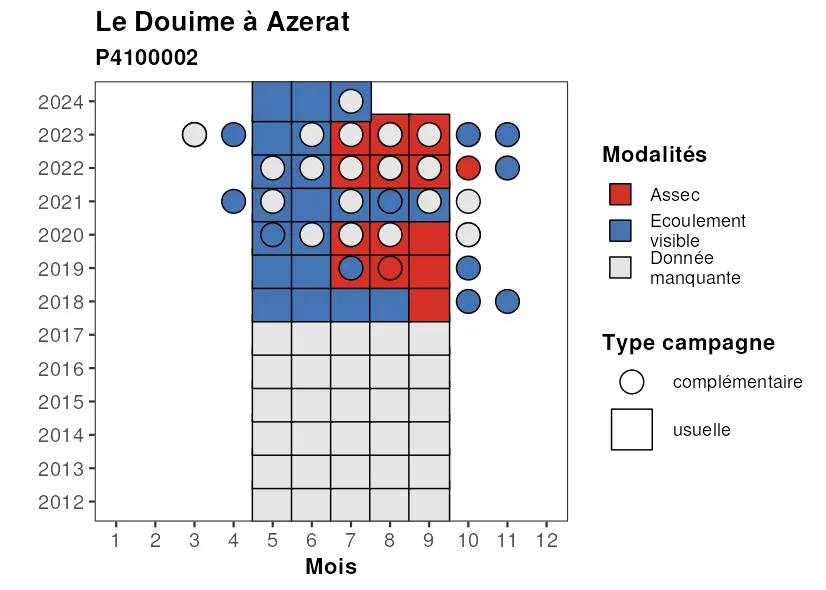 Le Douime à Azerat
P4100002
2024
2023
2022
2021
2020
2019
2018
2017
2016
2015
2014
2013
2012
1 2 3 4 5 6 7 8 9 10 11 12
Mois
Modalités
Assec
Ecoulement
visible
Donnée
manquante
Type campagne
complémentaire
usuelle